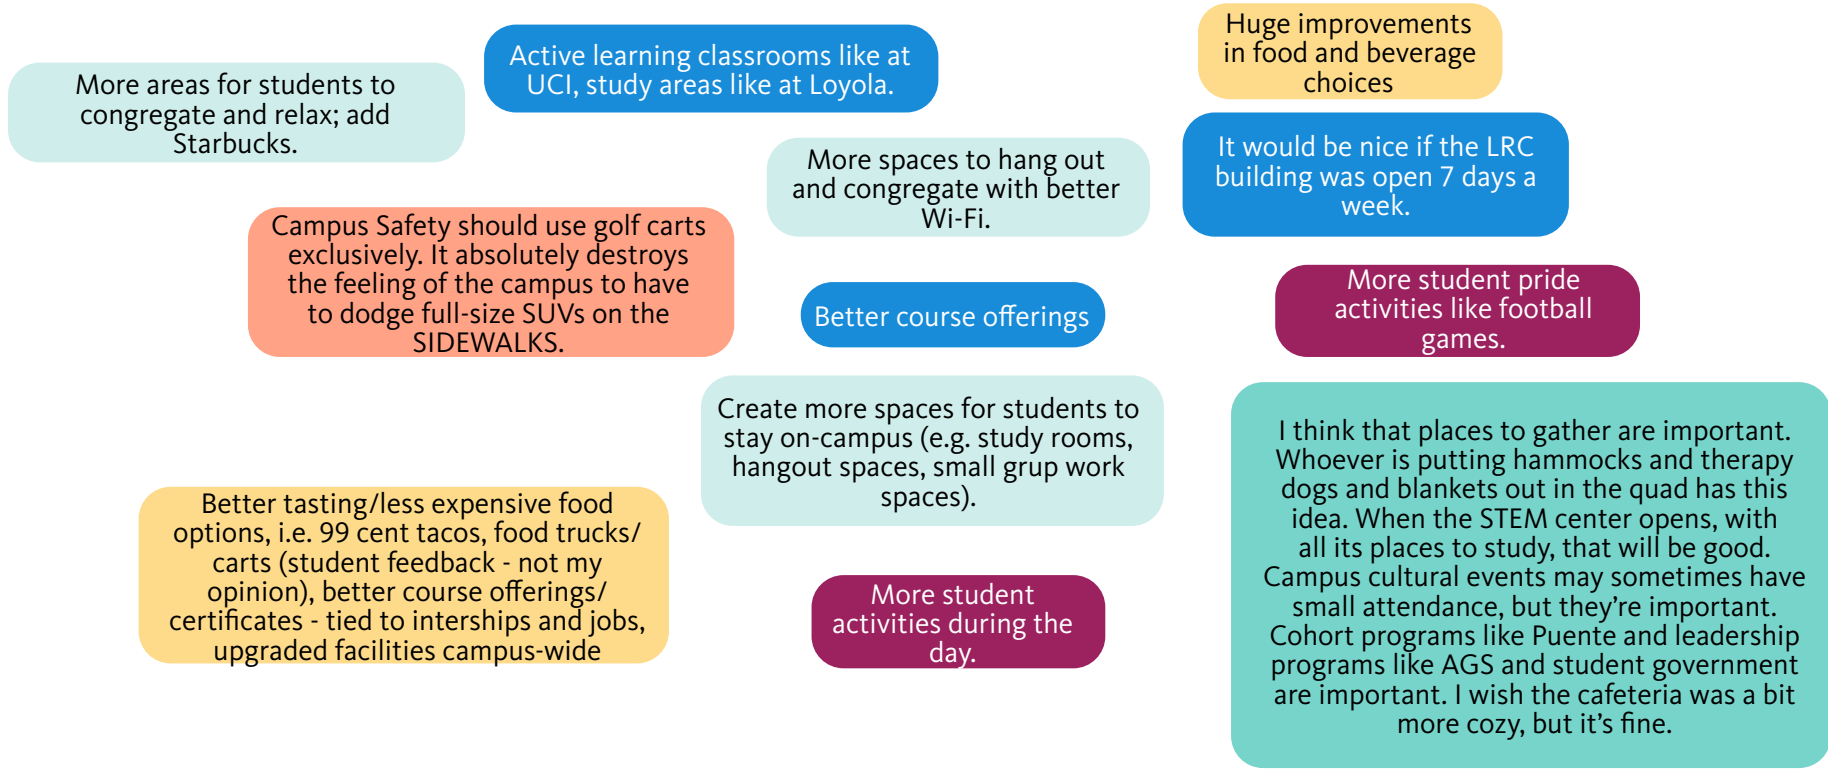 More areas for students to
congregate and relax; add
Starbucks.
Active learning classrooms like at
UCI, study areas like at Loyola.
Huge improvements
in food and beverage
choices
More spaces to hang out
and congregate with better
Wi-Fi.
It would be nice if the LRC
building was open 7 days a
week.
Campus Safety should use golf carts
exclusively. It absolutely destroys
the feeling of the campus to have
to dodge full-size SUVs on the
SIDEWALKS.
Better course offerings
More student pride
activities like football
games.
Create more spaces for students to
stay on-campus (e.g. study rooms,
hangout spaces, small grup work
spaces).
I think that places to gather are important.
Whoever is putting hammocks and therapy
dogs and blankets out in the quad has this
idea. When the STEM center opens, with
all its places to study, that will be good.
Campus cultural events may sometimes have
small attendance, but they’re important.
Cohort programs like Puente and leadership
programs like AGS and student government
are important. I wish the cafeteria was a bit
more cozy, but it’s fine.
Better tasting/less expensive food
options, i.e. 99 cent tacos, food trucks/
carts (student feedback - not my
opinion), better course offerings/
certificates - tied to interships and jobs,
upgraded facilities campus-wide
More student
activities during the
day.